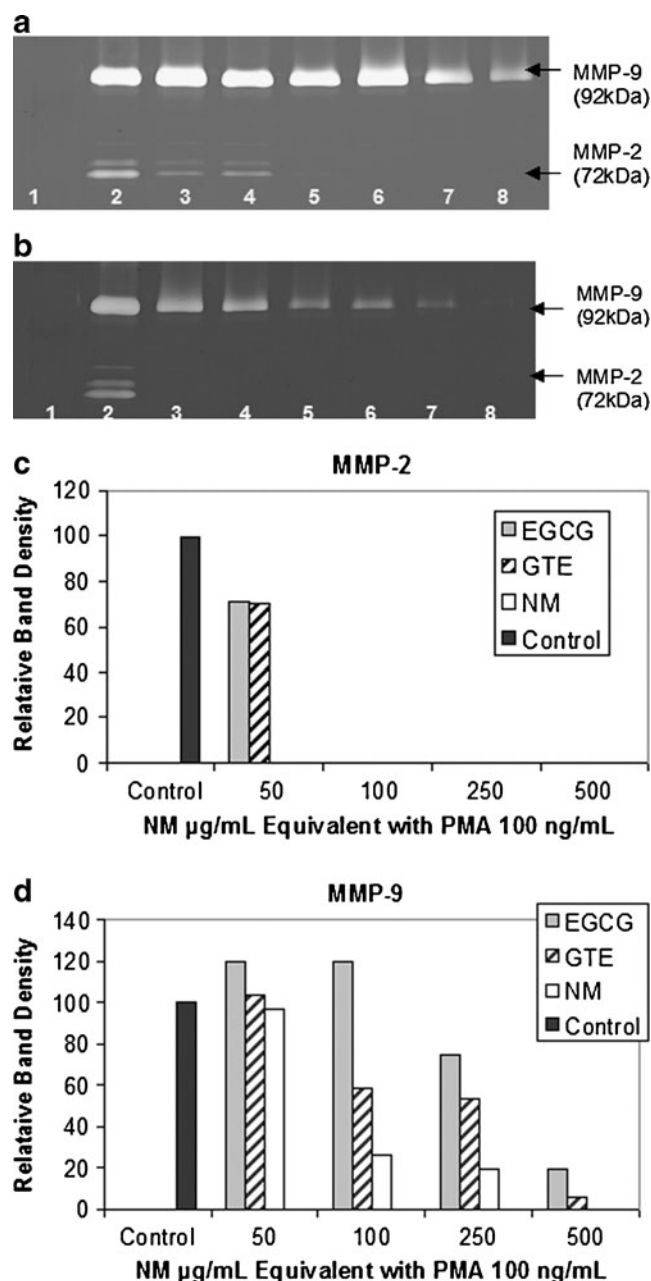 a
MMP-9
(92kDa)
MMP-2
(72kDa)
1 2 3 4 5 6 7 8
b
MMP-9
(92kDa)
MMP-2
(72kDa)
1 2 3 4 5 6 7 8
c
MMP-2
Relataive Band Density
120
100
80
60
40
20
0
EGCG
GTE
NM
Control
Control 50 100 250 500
NM µg/mL Equivalent with PMA 100 ng/mL
d
MMP-9
Relataive Band Density
140
120
100
80
60
40
20
0
EGCG
GTE
NM
Control
Control 50 100 250 500
NM µg/mL Equivalent with PMA 100 ng/mL